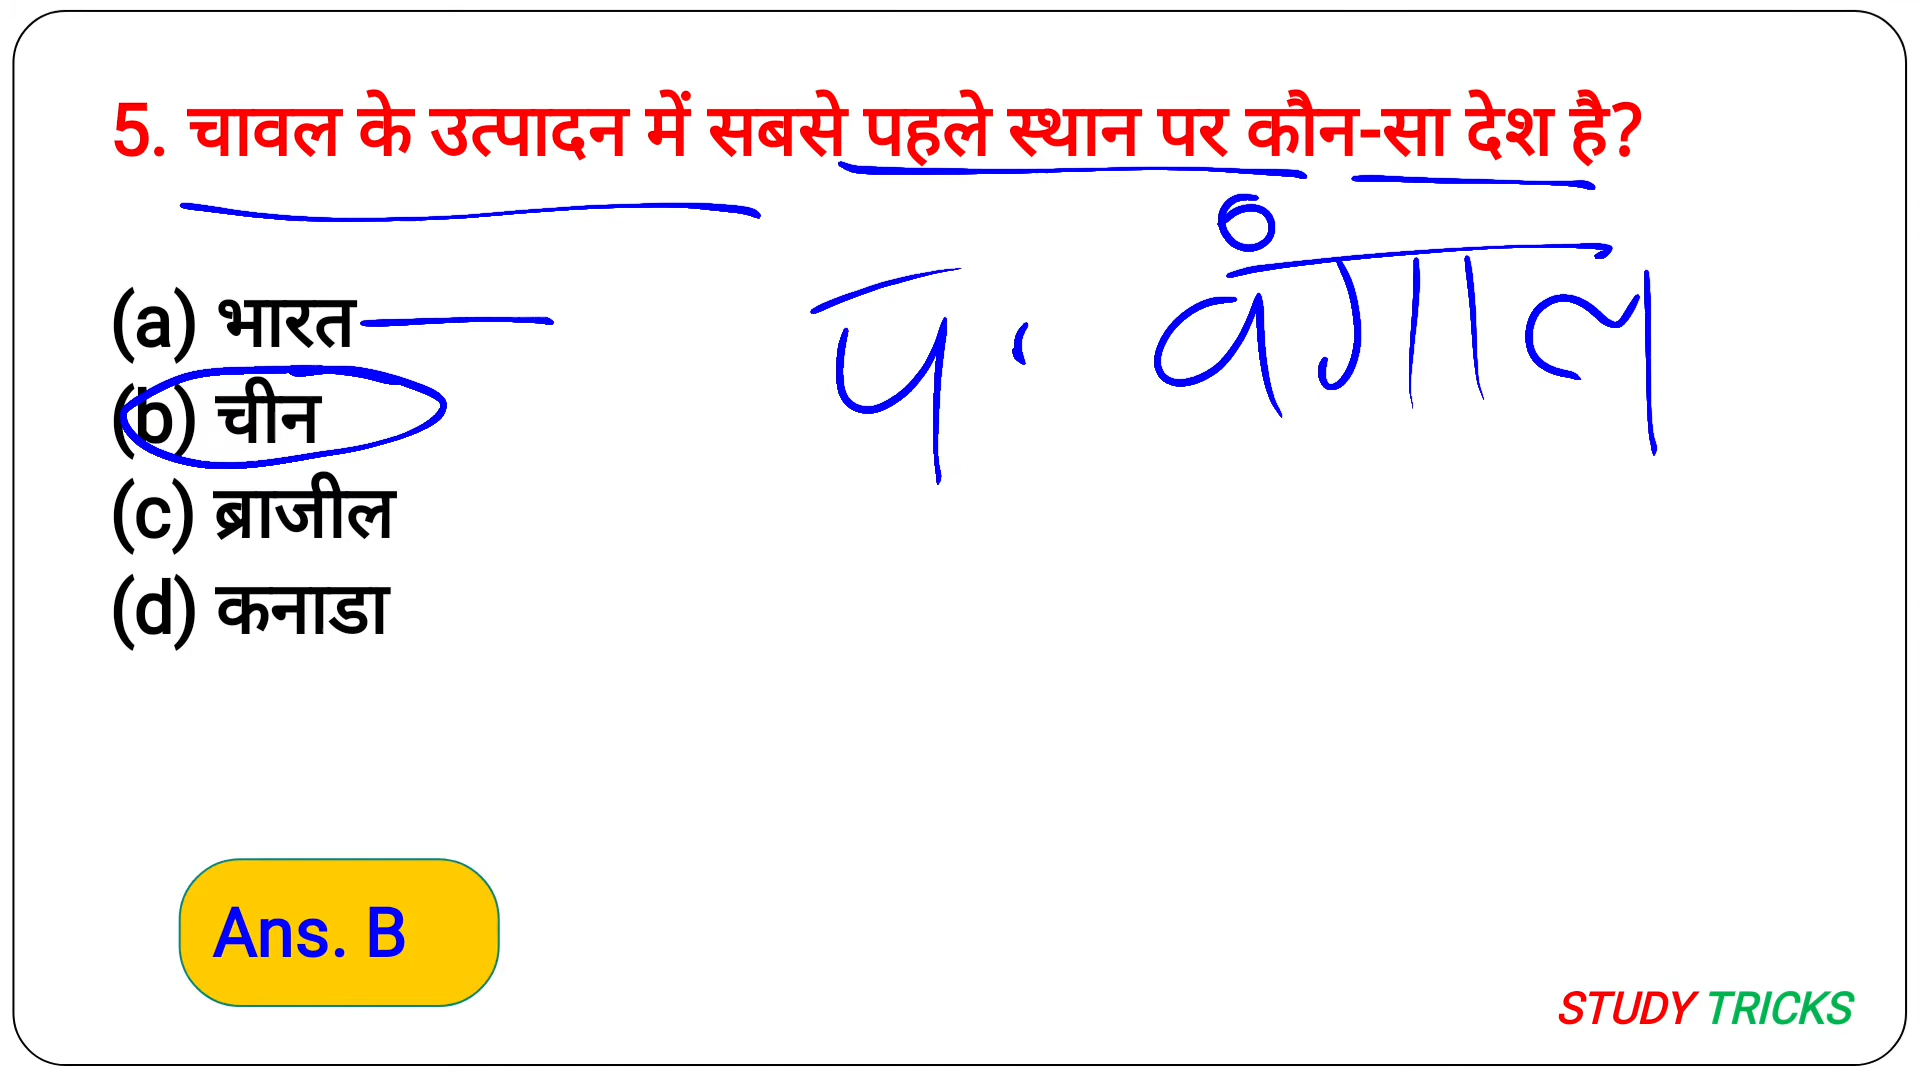 5. चावल के उत्पादन में सबसे पहले स्थान पर कौन-सा देश है?
प. बंगाल
(a) भारत
(b) चीन
(c) ब्राजील
(d) कनाडा
Ans. B
STUDY TRICKS